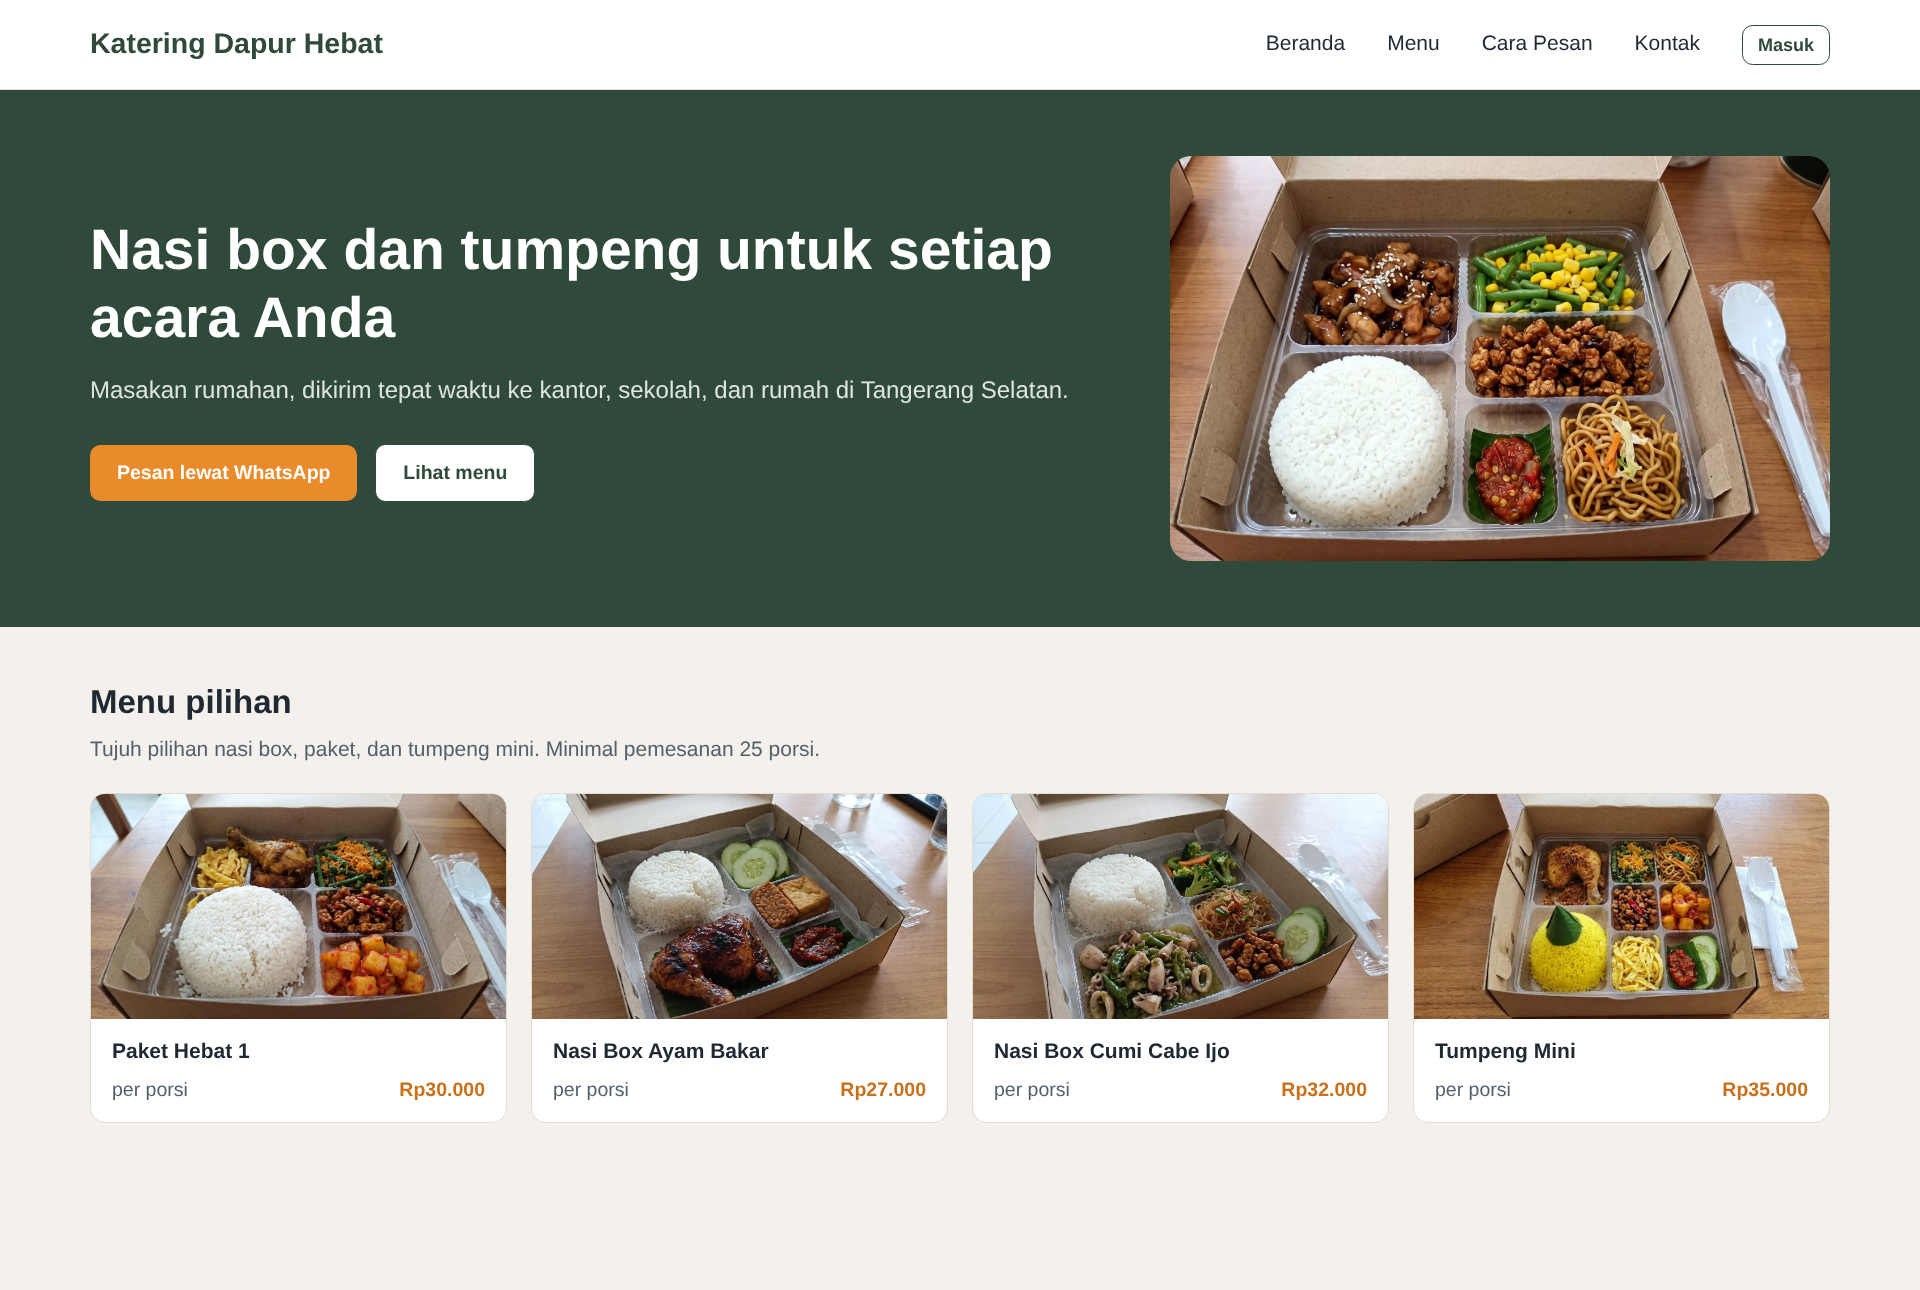 Katering Dapur Hebat
Beranda
Menu
Cara Pesan
Kontak
Masuk
Nasi box dan tumpeng untuk setiap
acara Anda
Masakan rumahan, dikirim tepat waktu ke kantor, sekolah, dan rumah di Tangerang Selatan.
Pesan lewat WhatsApp
Lihat menu
Menu pilihan
Tujuh pilihan nasi box, paket, dan tumpeng mini. Minimal pemesanan 25 porsi.
Paket Hebat 1
per porsi
Rp30.000
Nasi Box Ayam Bakar
per porsi
Rp27.000
Nasi Box Cumi Cabe Ijo
per porsi
Rp32.000
Tumpeng Mini
per porsi
Rp35.000